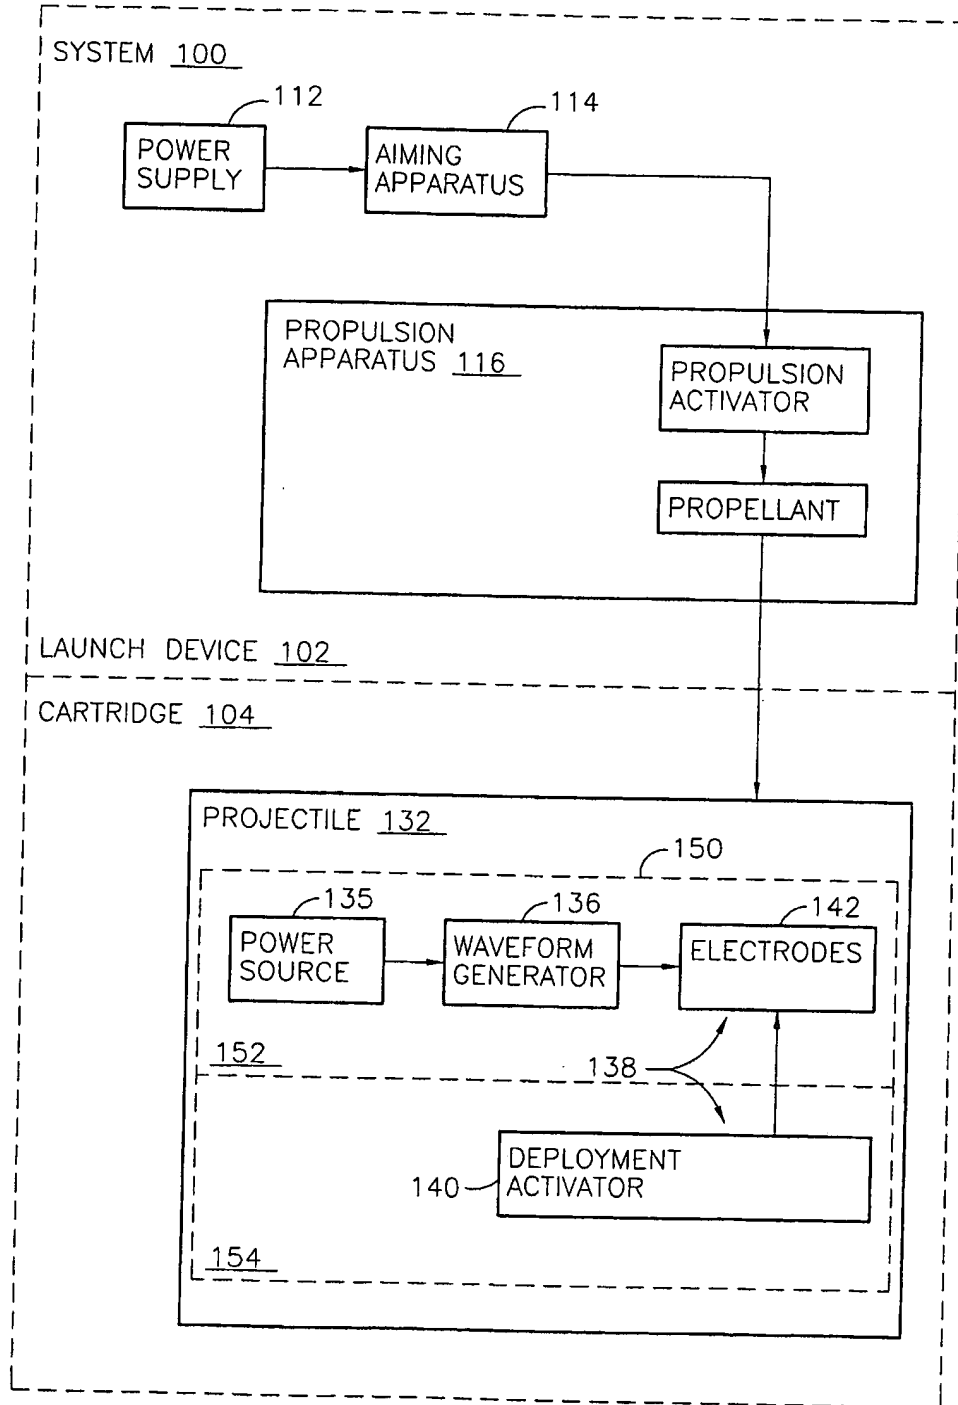 SYSTEM 100
112
114
POWER
SUPPLY
AIMING
APPARATUS
PROPULSION
APPARATUS 116
PROPULSION
ACTIVATOR
PROPELLANT
LAUNCH DEVICE 102
CARTRIDGE 104
PROJECTILE 132
150
135
136
142
POWER
SOURCE
WAVEFORM
GENERATOR
ELECTRODES
152
138
DEPLOYMENT
ACTIVATOR
140
154